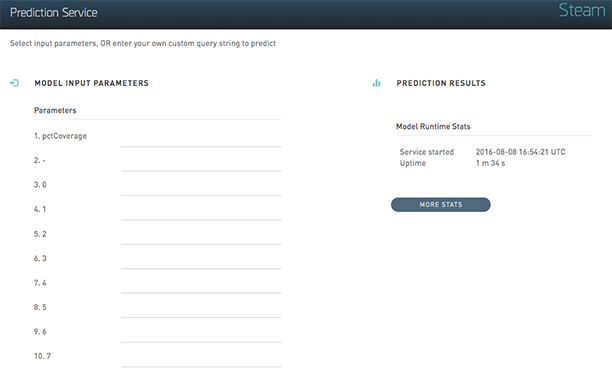 Prediction Service
Steam
Select input parameters, OR enter your own custom query string to predict
MODEL INPUT PARAMETERS
Parameters
1. pctCoverage
2. -
3. 0
4. 1
5. 2
6. 3
7. 4
8. 5
9. 6
10. 7
PREDICTION RESULTS
Model Runtime Stats
Service started 2016-08-08 16:54:21 UTC
Uptime 1 m 34 s
MORE STATS